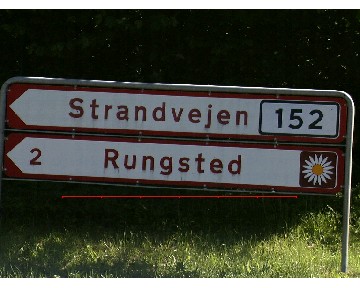 Strandvejen 152
2 Rungsted